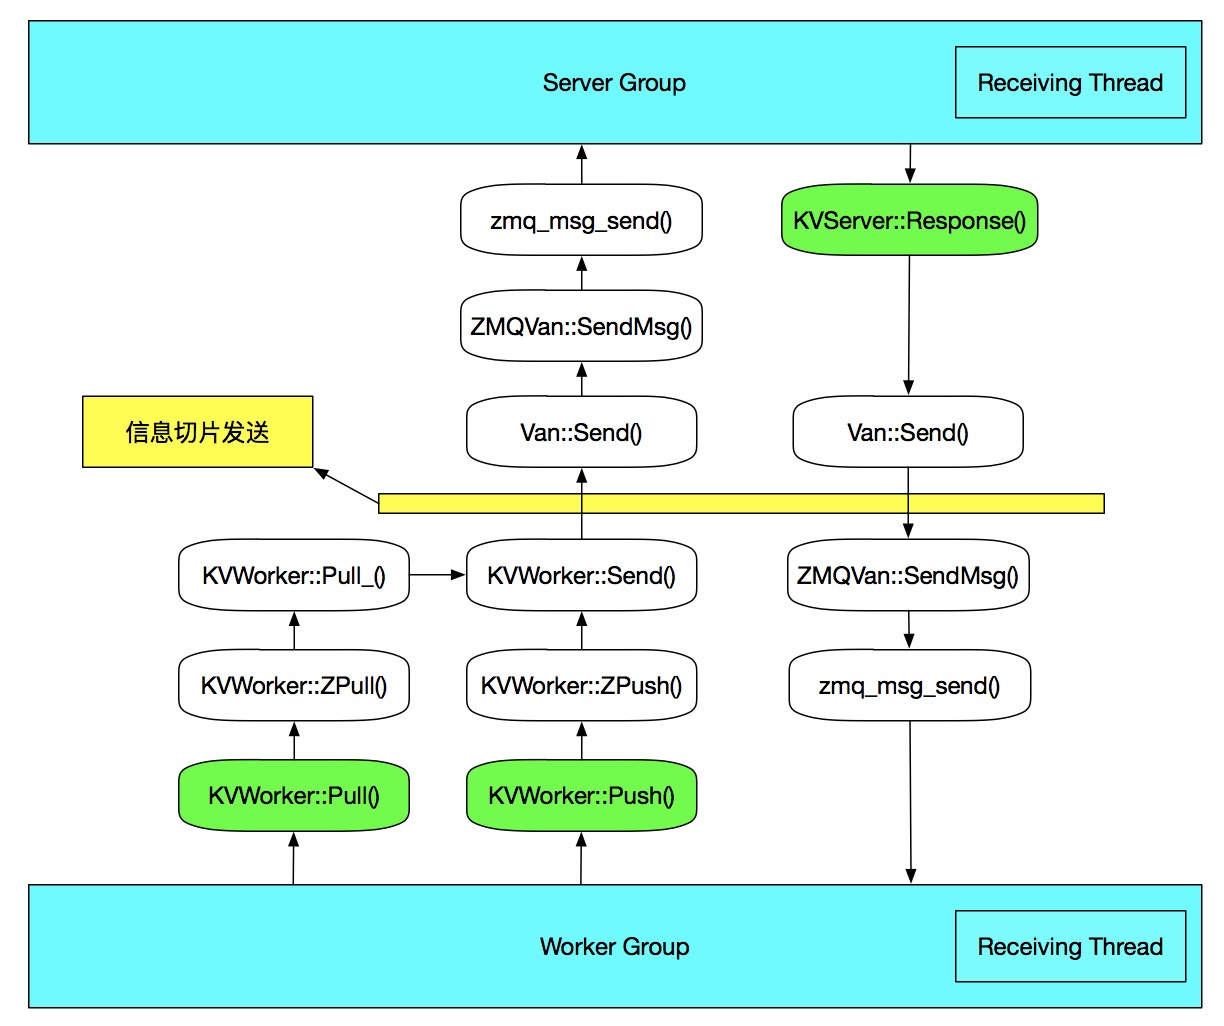 Server Group
Receiving Thread
zmq_msg_send()
KVServer::Response()
ZMQVan::SendMsg()
信息切片发送
Van::Send()
Van::Send()
KVWorker::Pull_()
KVWorker::Send()
ZMQVan::SendMsg()
KVWorker::ZPull()
KVWorker::ZPush()
zmq_msg_send()
KVWorker::Pull()
KVWorker::Push()
Worker Group
Receiving Thread